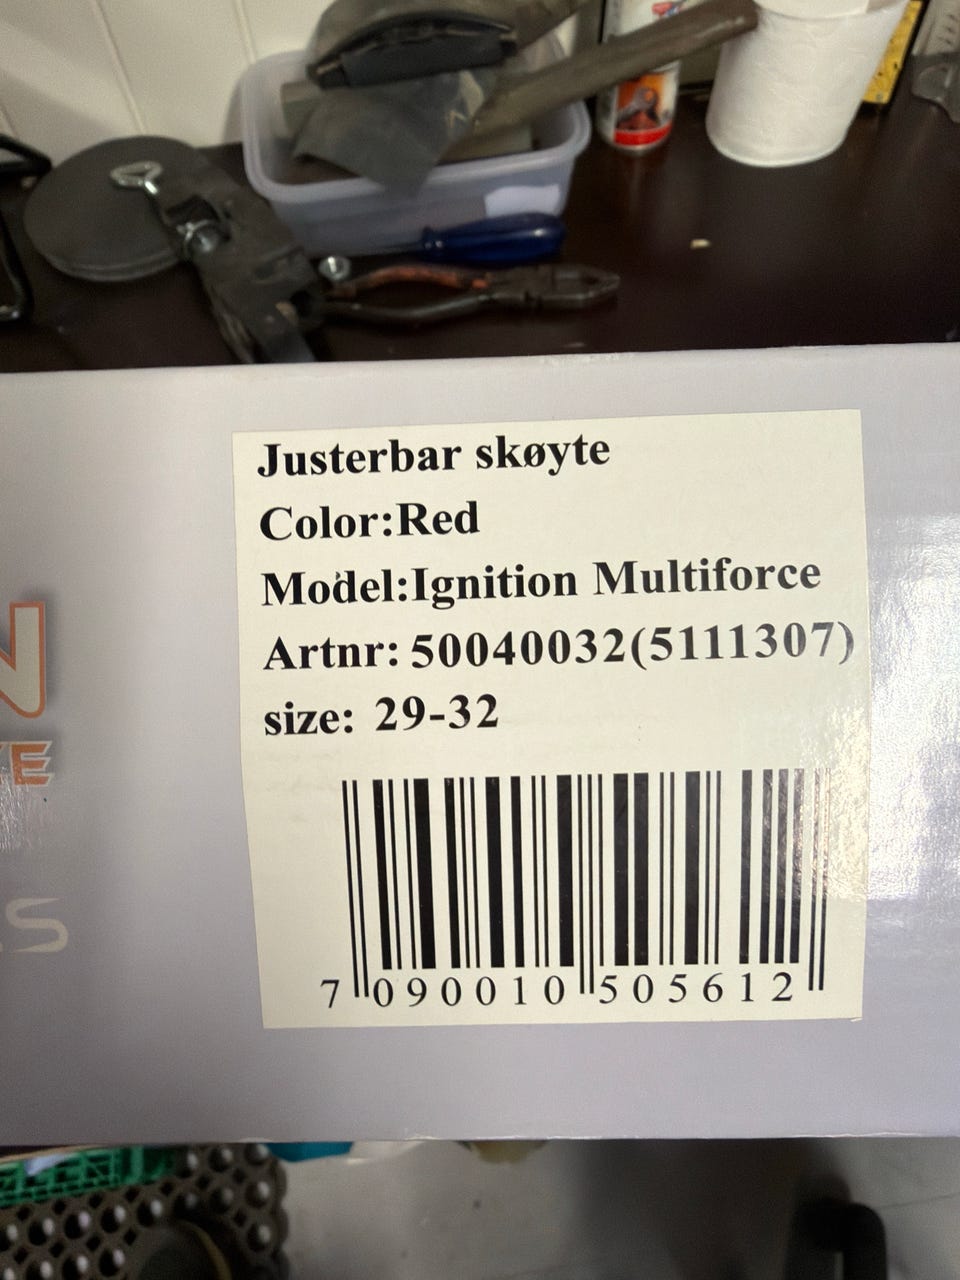 Justerbar skøyte
Color:Red
Model:Ignition Multiforce
Artnr: 50040032(5111307)
size: 29-32
7 090010 505612